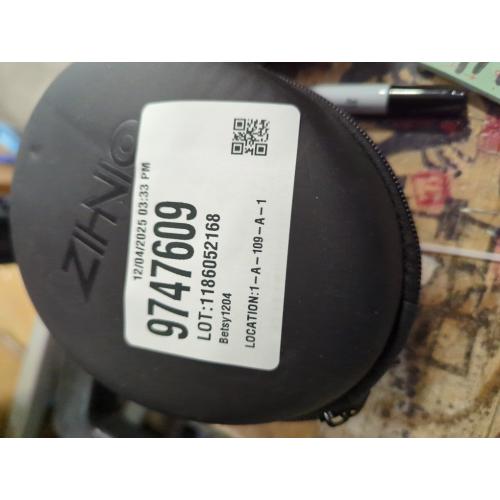 ZIHNIC
12/04/2025 03:33 PM
9747609
LOT:1186052168
Betsy1204
LOCATION:1-A-109-A-1